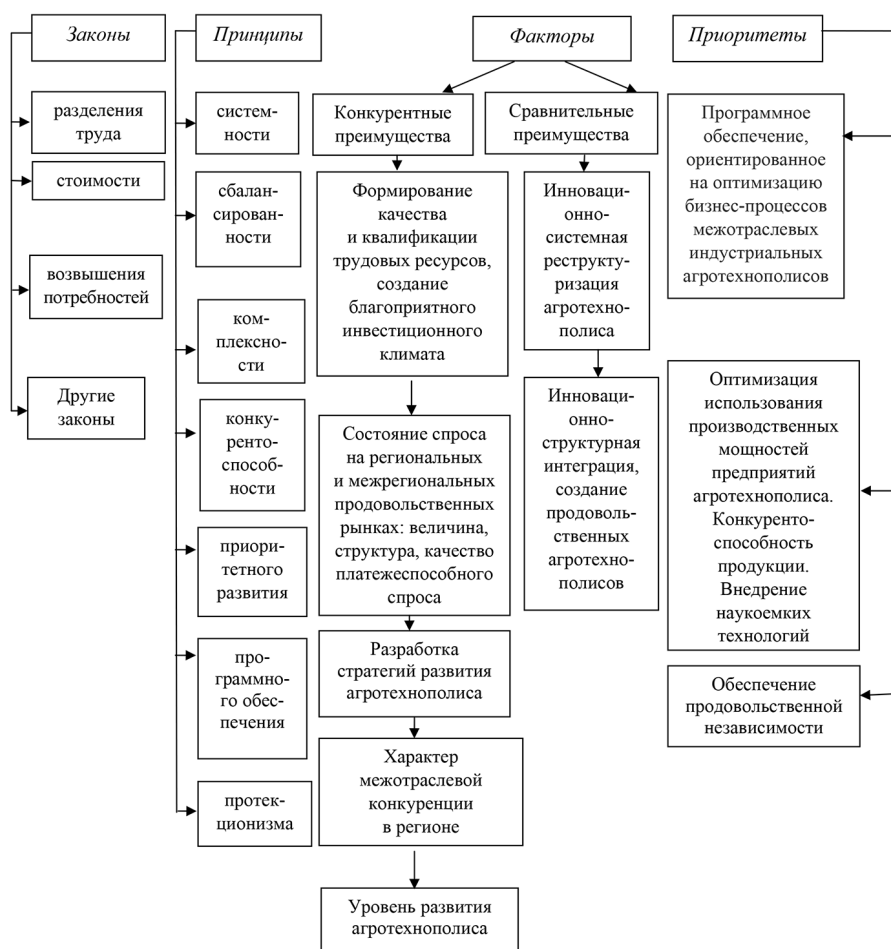 Законы
разделения
труда
стоимости
возвышения
потребностей
Другие
законы
Принципы
систем-
ности
сбалан-
сирован-
ности
ком-
плексно-
сти
конку-
ренто-
способ-
ности
приори-
тетного
развития
про-
граммно-
го обес-
печения
протек-
ционизма
Факторы
Конкурентные
преимущества
Формирование
качества
и квалификации
трудовых ресурсов,
создание
благоприятного
инвестиционного
климата
Состояние спроса
на региональных
и межрегиональных
продовольственных
рынках: величина,
структура, качество
платежеспособного
спроса
Разработка
стратегий развития
агротехнополиса
Характер
межотраслевой
конкуренции
в регионе
Уровень развития
агротехнополиса
Сравнительные
преимущества
Инноваци-
онно-
системная
реструкту-
ризация
агротехно-
полиса
Инноваци-
онно-
структурная
интеграция,
создание
продоволь-
ственных
агротехно-
полисов
Приоритеты
Программное
обеспечение,
ориентированное
на оптимизацию
бизнес-процессов
межотраслевых
индустриальных
агротехнополисов
Оптимизация
использования
производственных
мощностей
предприятий
агротехнополиса.
Конкуренто-
способность
продукции.
Внедрение
наукоемких
технологий
Обеспечение
продовольственной
независимости